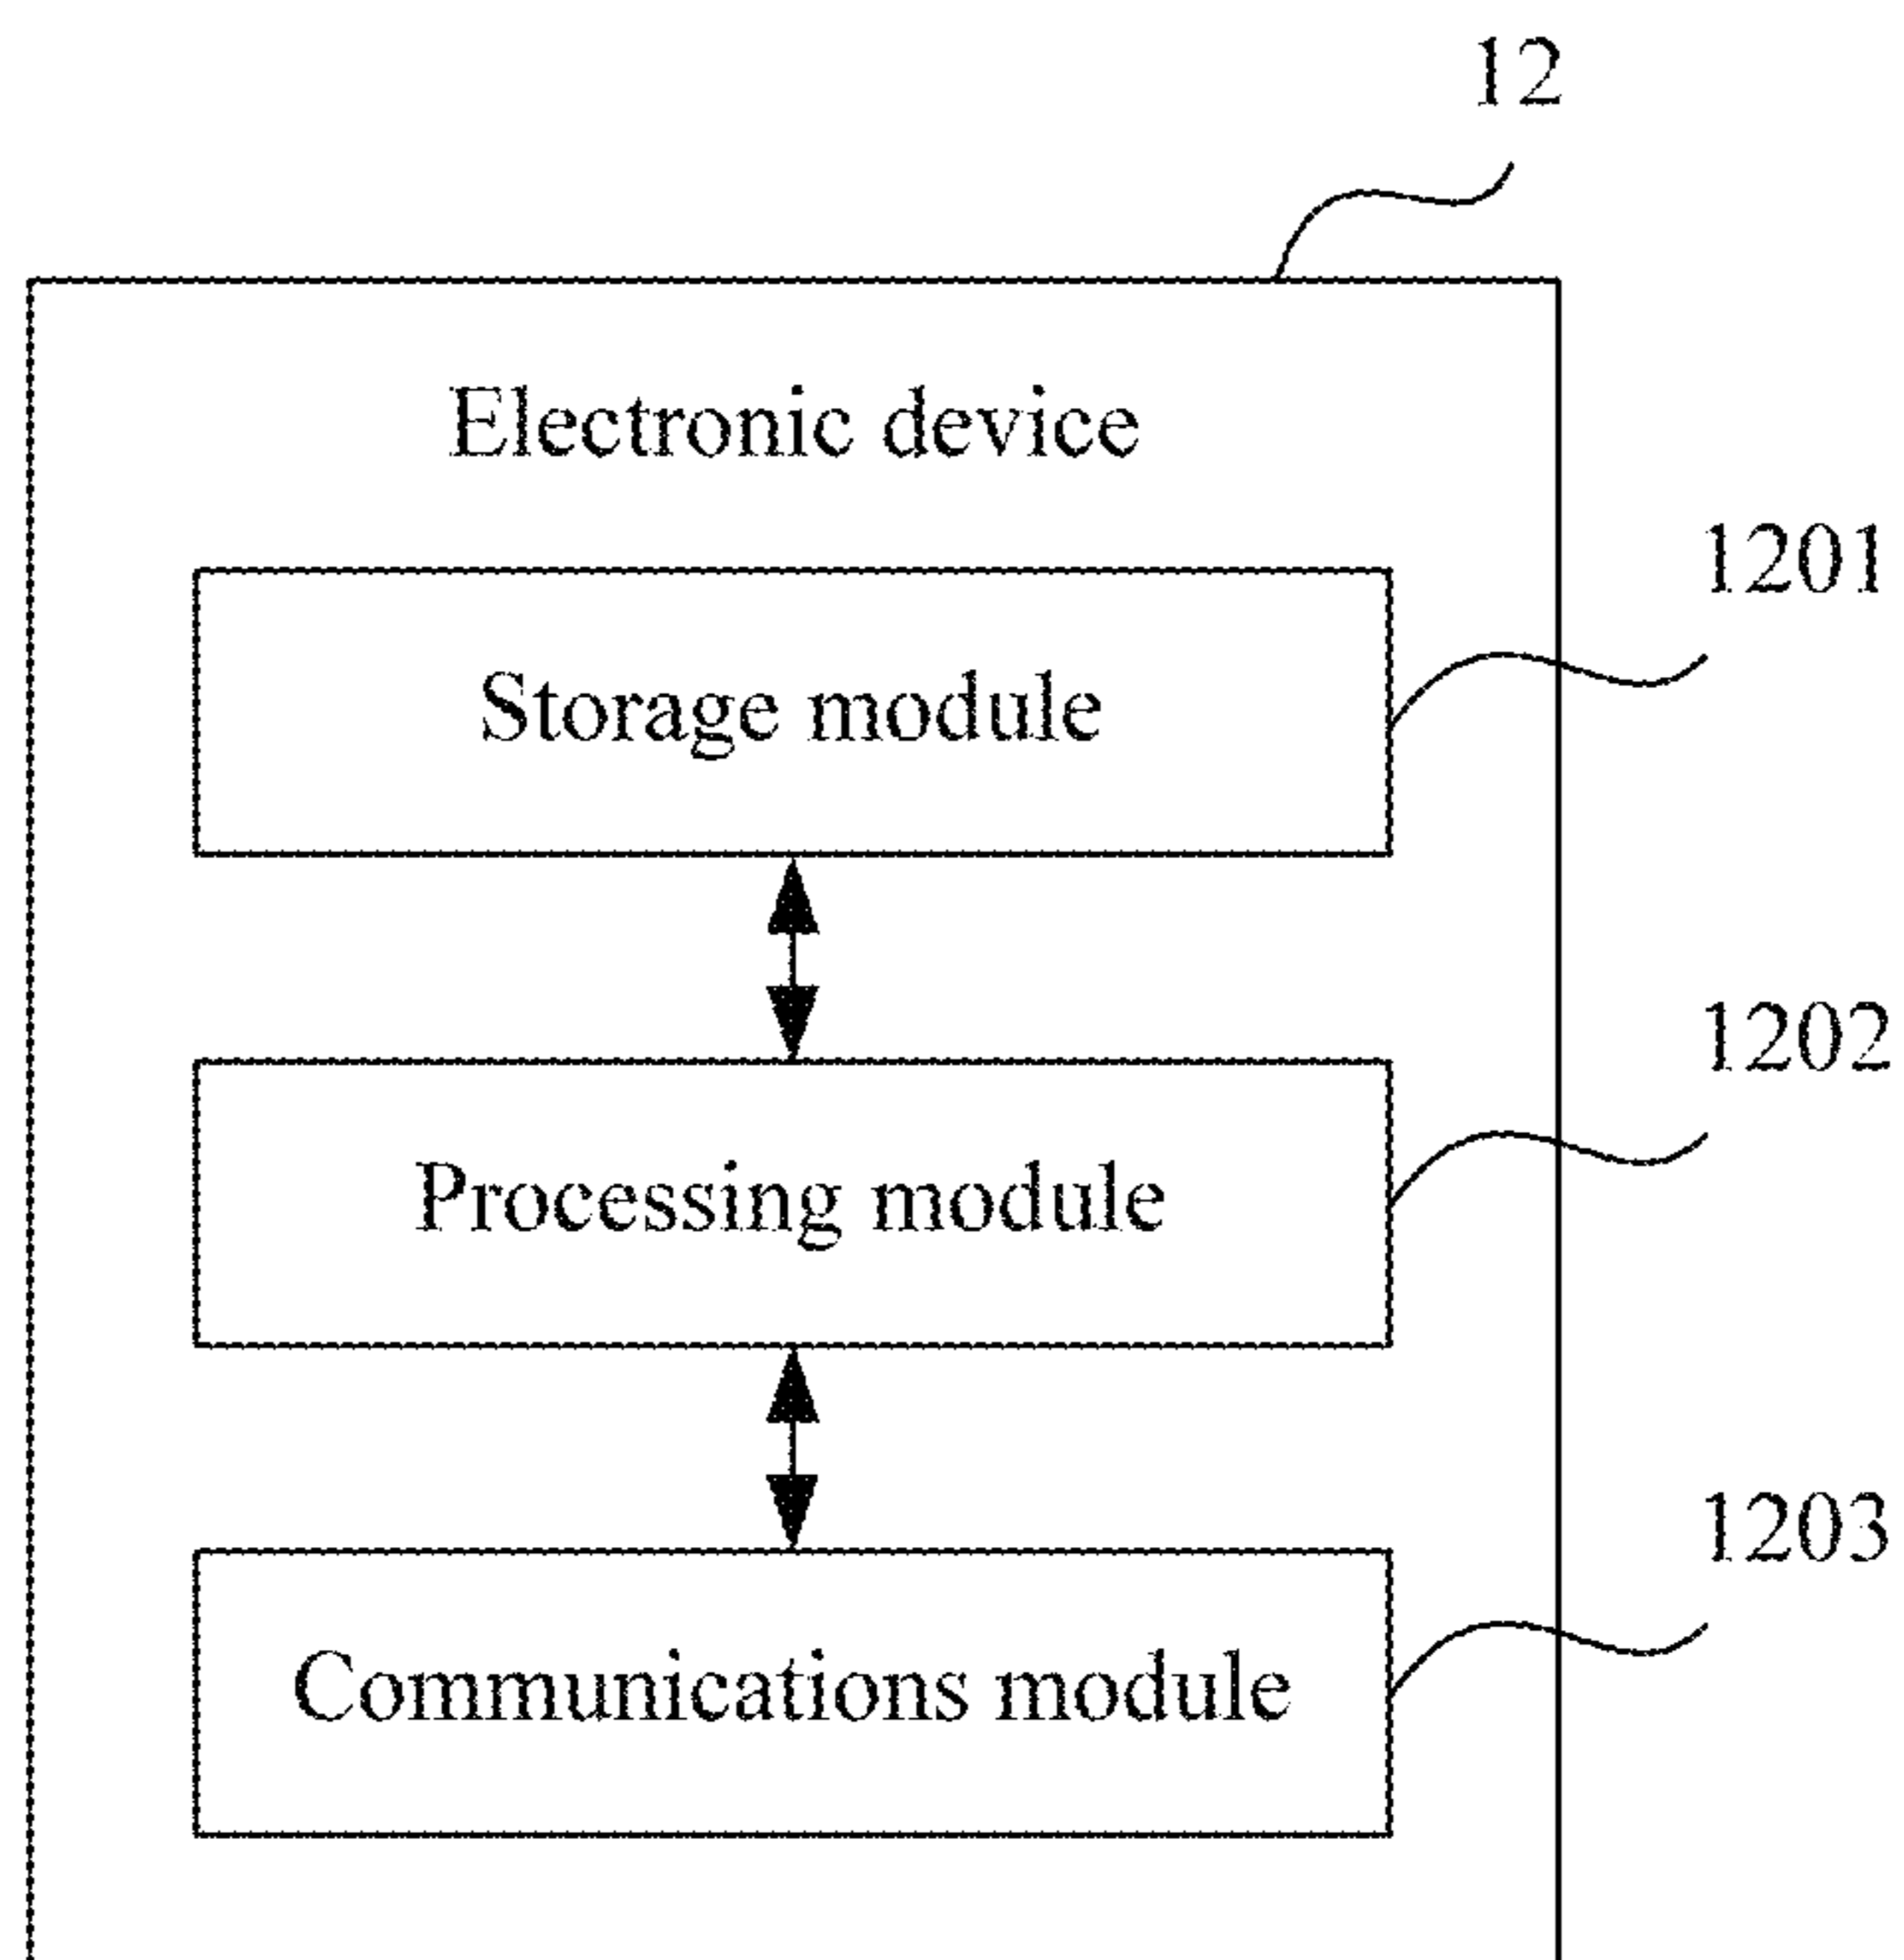 12
Electronic device
1201
Storage module
1202
Processing module
1203
Communications module